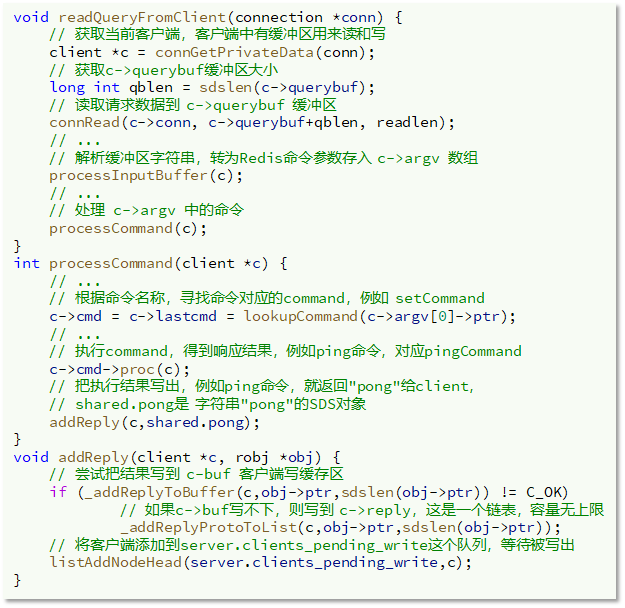 void readQueryFromClient(connection *conn) {
    // 获取当前客户端，客户端中有缓冲区用来读和写
    client *c = connGetPrivateData(conn);
    // 获取c->querybuf缓冲区大小
    long int qblen = sdslen(c->querybuf);
    // 读取请求数据到 c->querybuf 缓冲区
    connRead(c->conn, c->querybuf+qblen, readlen);
    // ...
    // 解析缓冲区字符串，转为Redis命令参数存入 c->argv 数组
    processInputBuffer(c);
    // ...
    // 处理 c->argv 中的命令
    processCommand(c);
}
int processCommand(client *c) {
    // ...
    // 根据命令名称，寻找命令对应的command，例如 setCommand
    c->cmd = c->lastcmd = lookupCommand(c->argv[0]->ptr);
    // ...
    // 执行command，得到响应结果，例如ping命令，对应pingCommand
    c->cmd->proc(c);
    // 把执行结果写出，例如ping命令，就返回"pong"给client，
    // shared.pong是 字符串"pong"的SDS对象
    addReply(c,shared.pong);
}
void addReply(client *c, robj *obj) {
    // 尝试把结果写到 c-buf 客户端写缓存区
    if (_addReplyToBuffer(c,obj->ptr,sdslen(obj->ptr)) != C_OK)
            // 如果c->buf写不下，则写到 c->reply，这是一个链表，容量无上限
            _addReplyProtoToList(c,obj->ptr,sdslen(obj->ptr));
    // 将客户端添加到server.clients_pending_write这个队列，等待被写出
    listAddNodeHead(server.clients_pending_write,c);
}